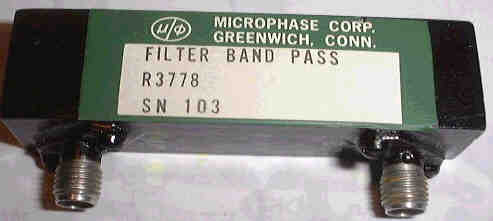 μ/Φ
MICROPHASE CORP.
GREENWICH, CONN.
FILTER BAND PASS
R3778
SN 103